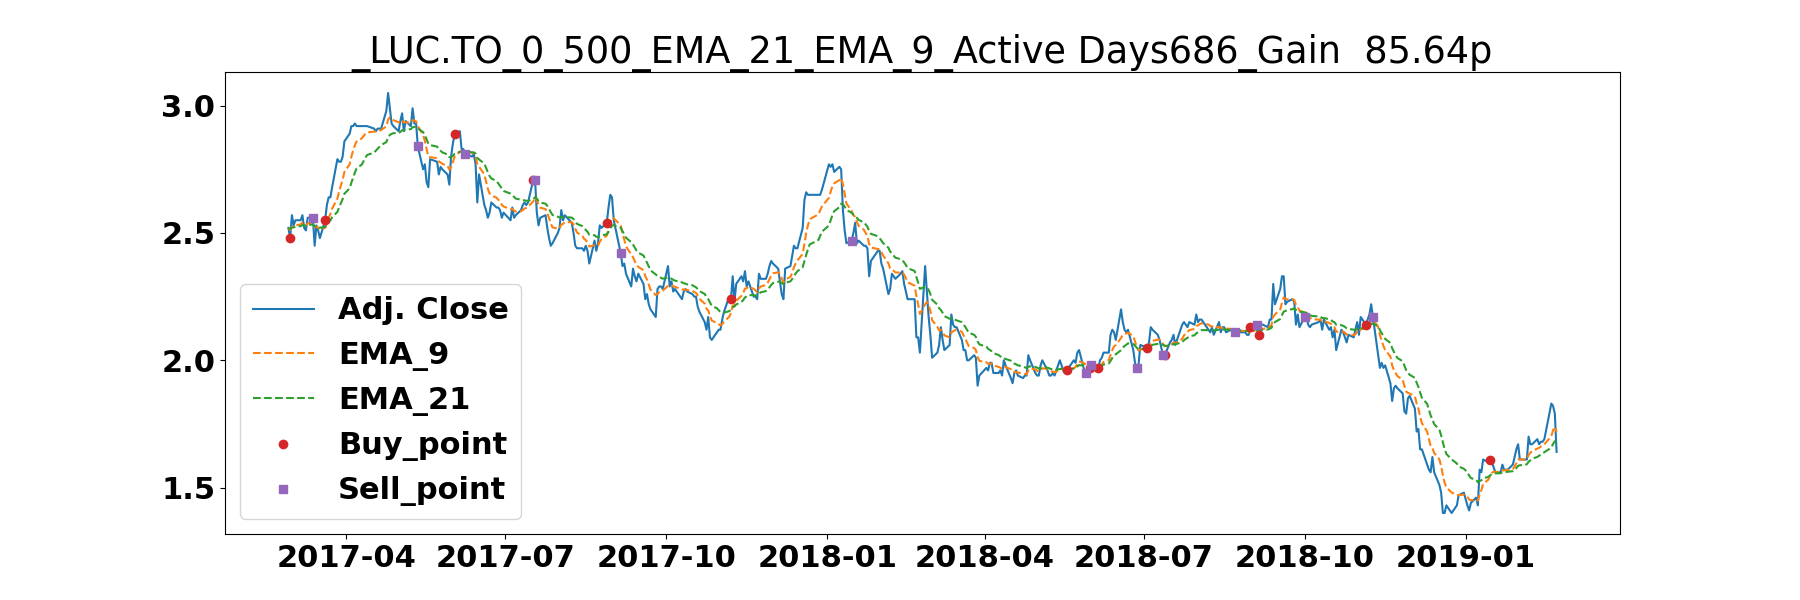 _LUC.TO_0_500_EMA_21_EMA_9_Active Days686_Gain  85.64p
3.0
2.5
2.0
1.5
Adj. Close
EMA_9
EMA_21
Buy_point
Sell_point
2017-04 2017-07 2017-10 2018-01 2018-04 2018-07 2018-10 2019-01